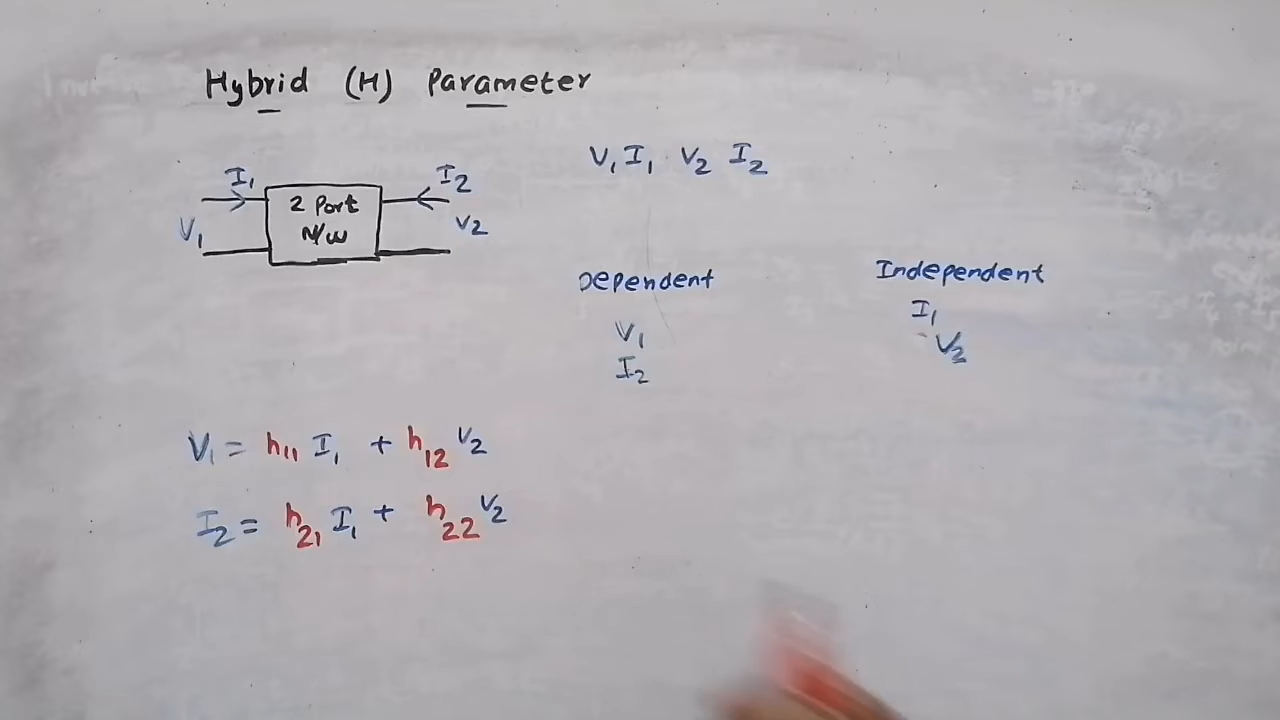 Hybrid (H) Parameter
V₁ I₁ V₂ I₂
I₁ I₂
2 Port
V₁ V₂
N/W
Dependent Independent
V₁ I₁
I₂ V₂
V₁ = h₁₁ I₁ + h₁₂ V₂
I₂ = h₂₁ I₁ + h₂₂ V₂